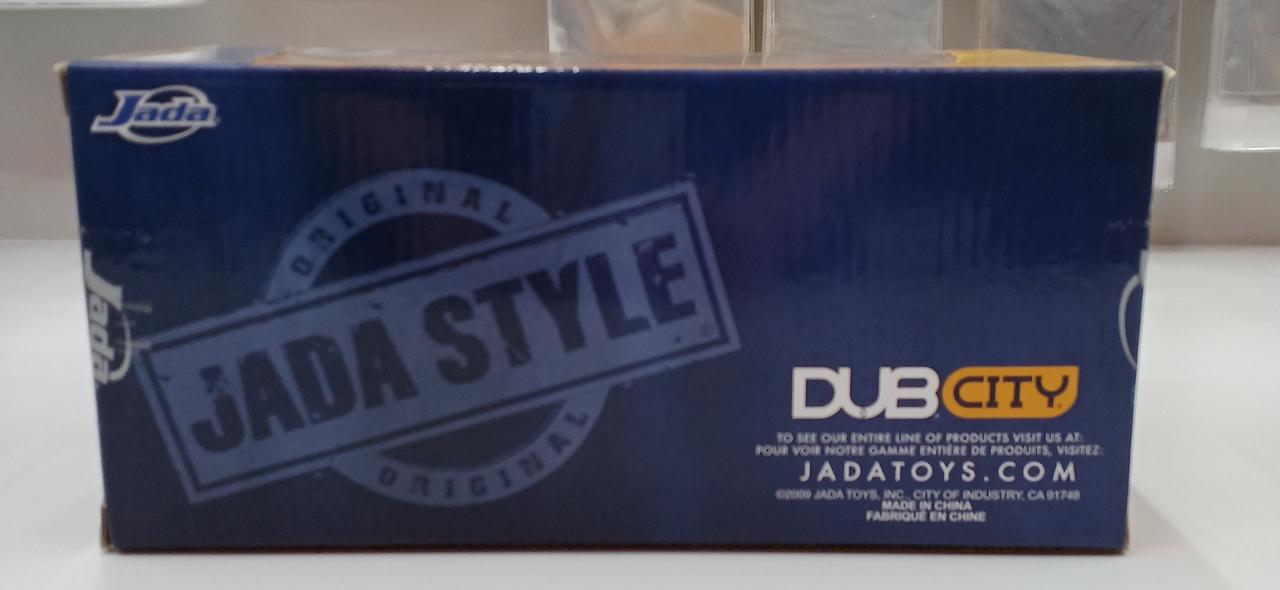 Jada
ORIGINAL
JADA STYLE
ORIGINAL
Jada
DUB CITY
TO SEE OUR ENTIRE LINE OF PRODUCTS VISIT US AT:
POUR VOIR NOTRE GAMME ENTIÈRE DE PRODUITS, VISITEZ:
JADATOYS.COM
©2009 JADA TOYS, INC., CITY OF INDUSTRY, CA 91748
MADE IN CHINA
FABRIQUÉ EN CHINE